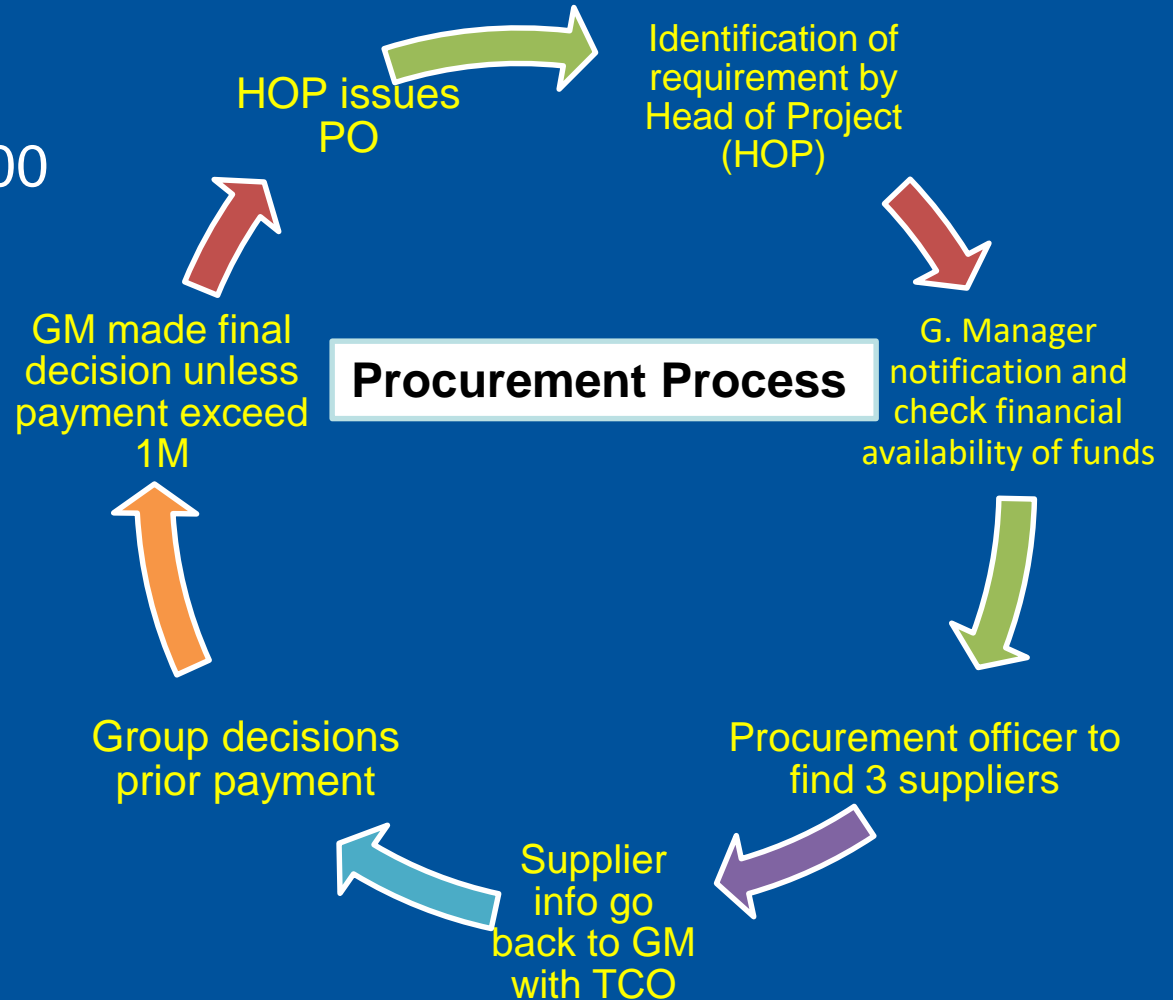 00
Procurement Process
Identification of
requirement by
Head of Project
(HOP)
G. Manager
notification and
check financial
availability of funds
Procurement officer to
find 3 suppliers
Supplier
info go
back to GM
with TCO
Group decisions
prior payment
GM made final
decision unless
payment exceed
1M
HOP issues
PO